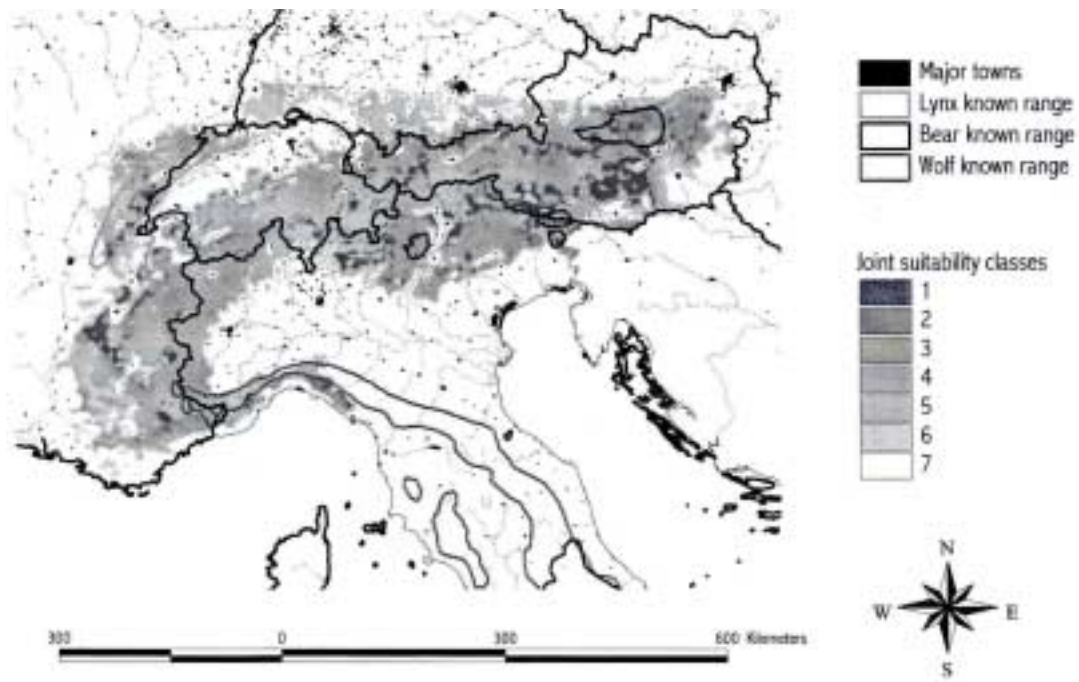 Major towns
Lynx known range
Bear known range
Wolf known range
Joint suitability classes
1
2
3
4
5
6
7
N
W E
S
300 0 300 600 Kilometers